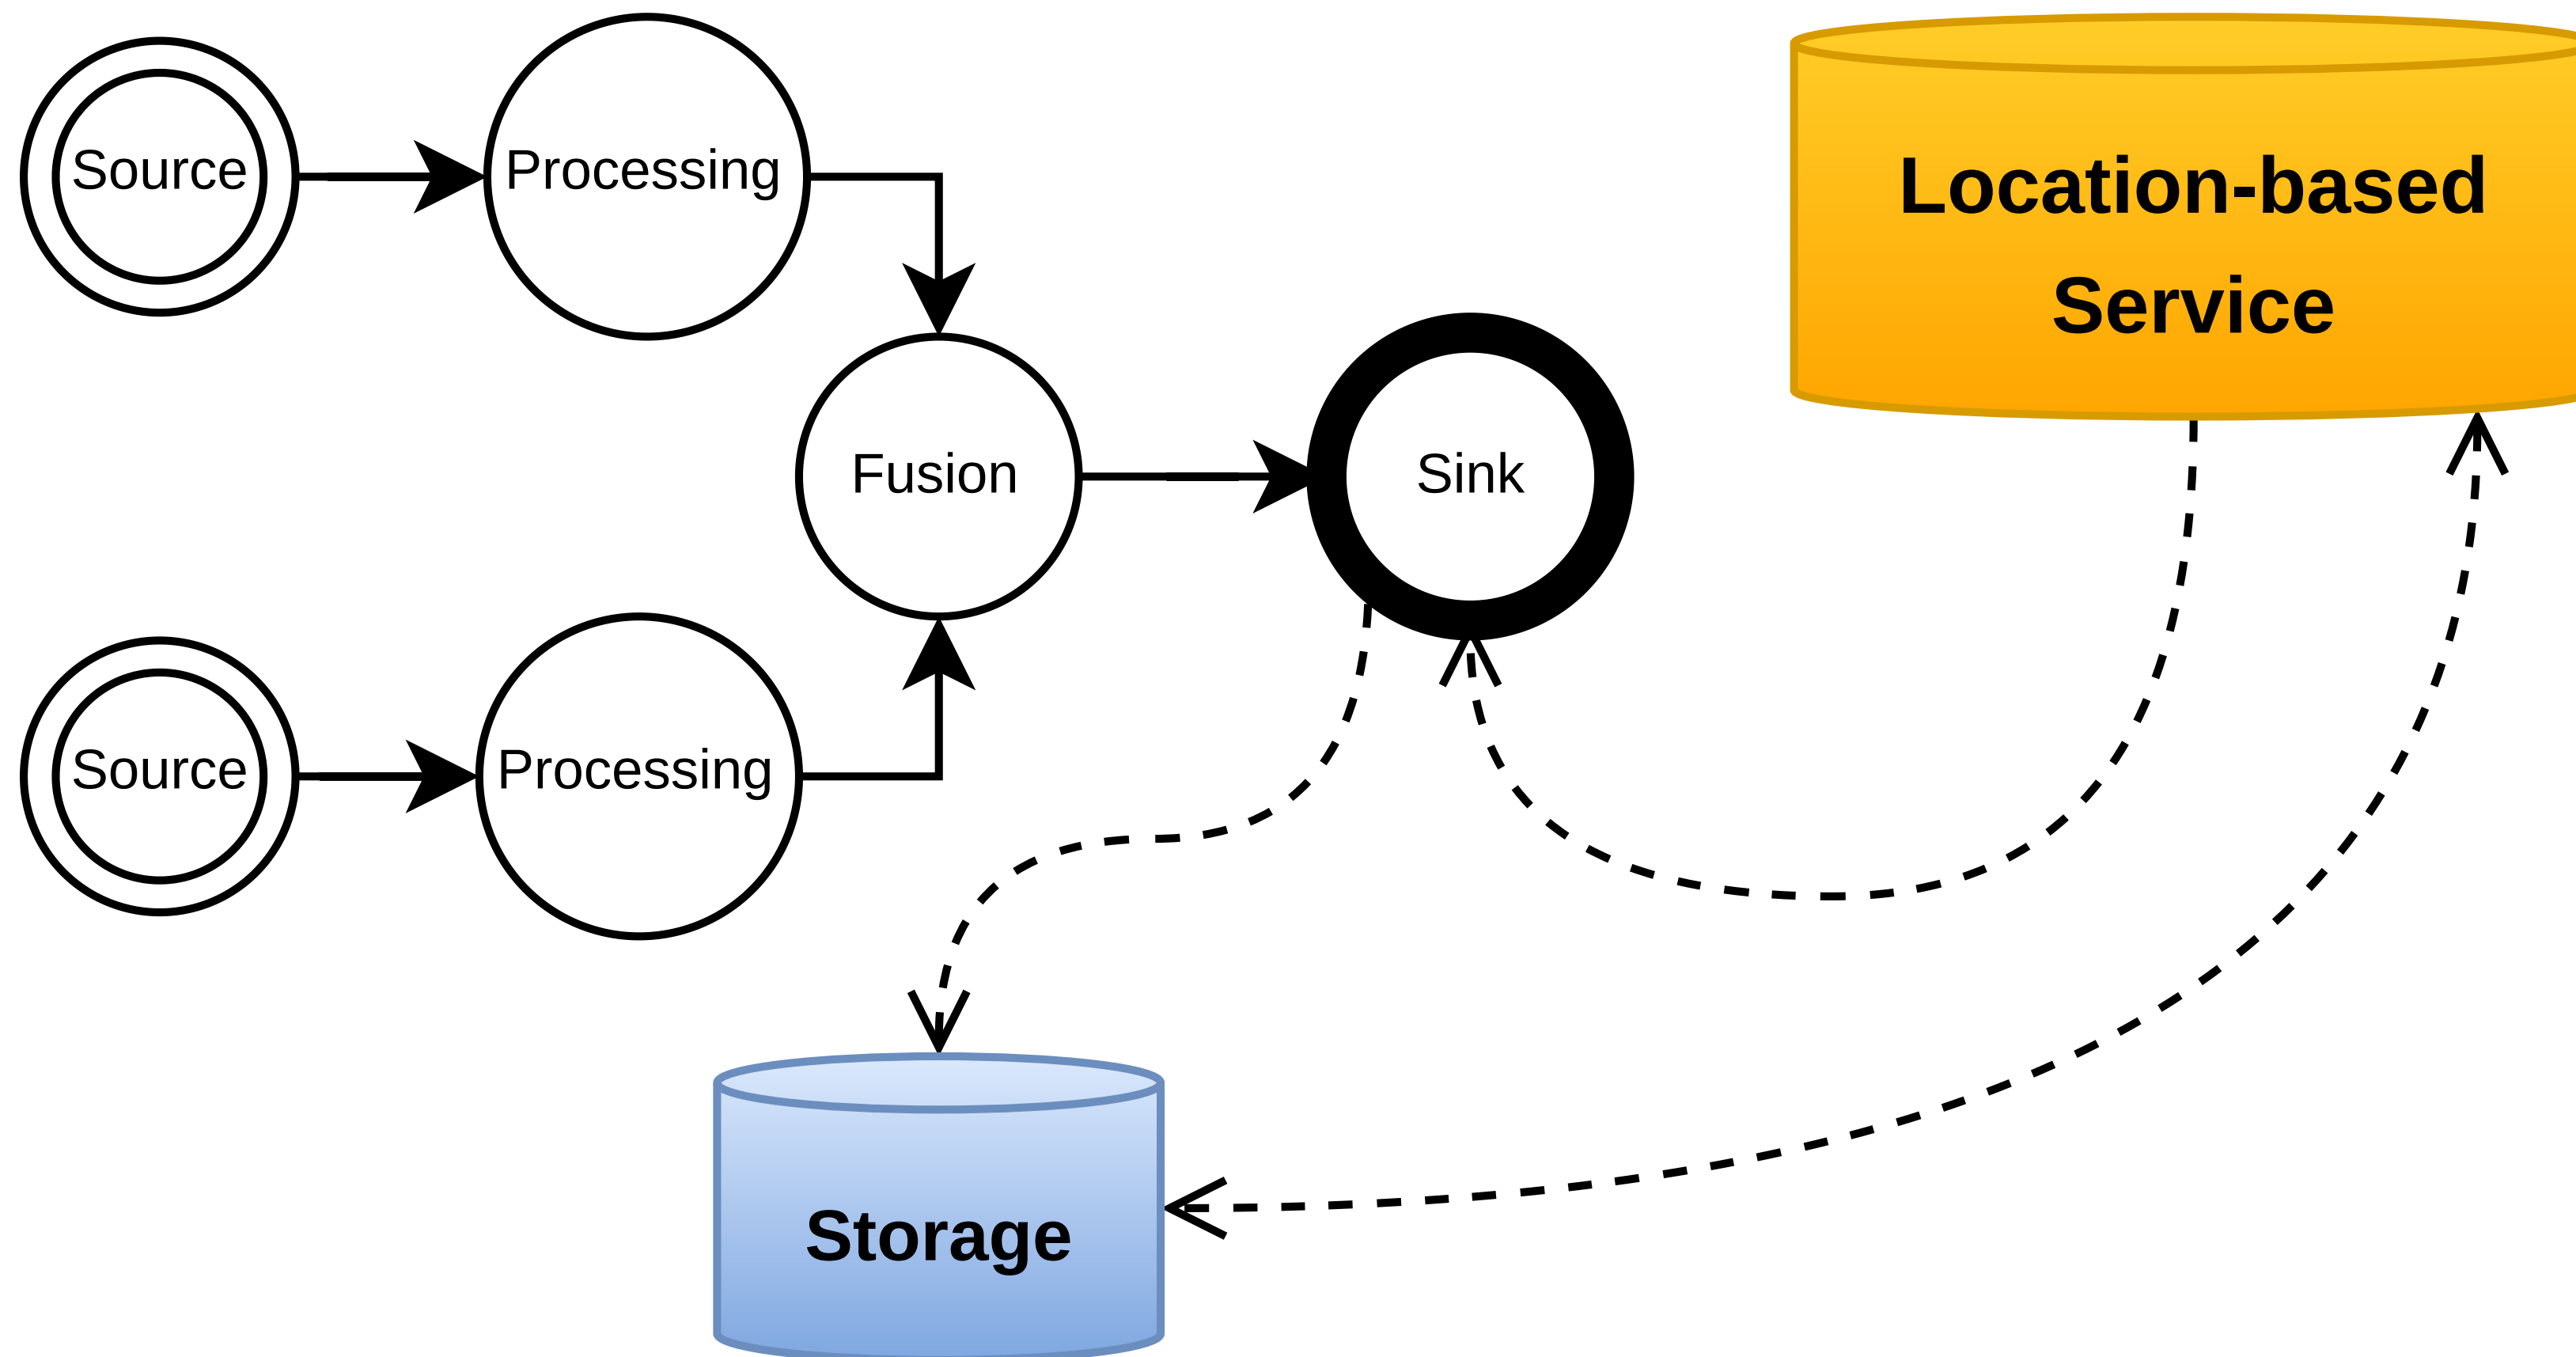 Source
Processing
Location-based
Service
Fusion
Sink
Source
Processing
Storage